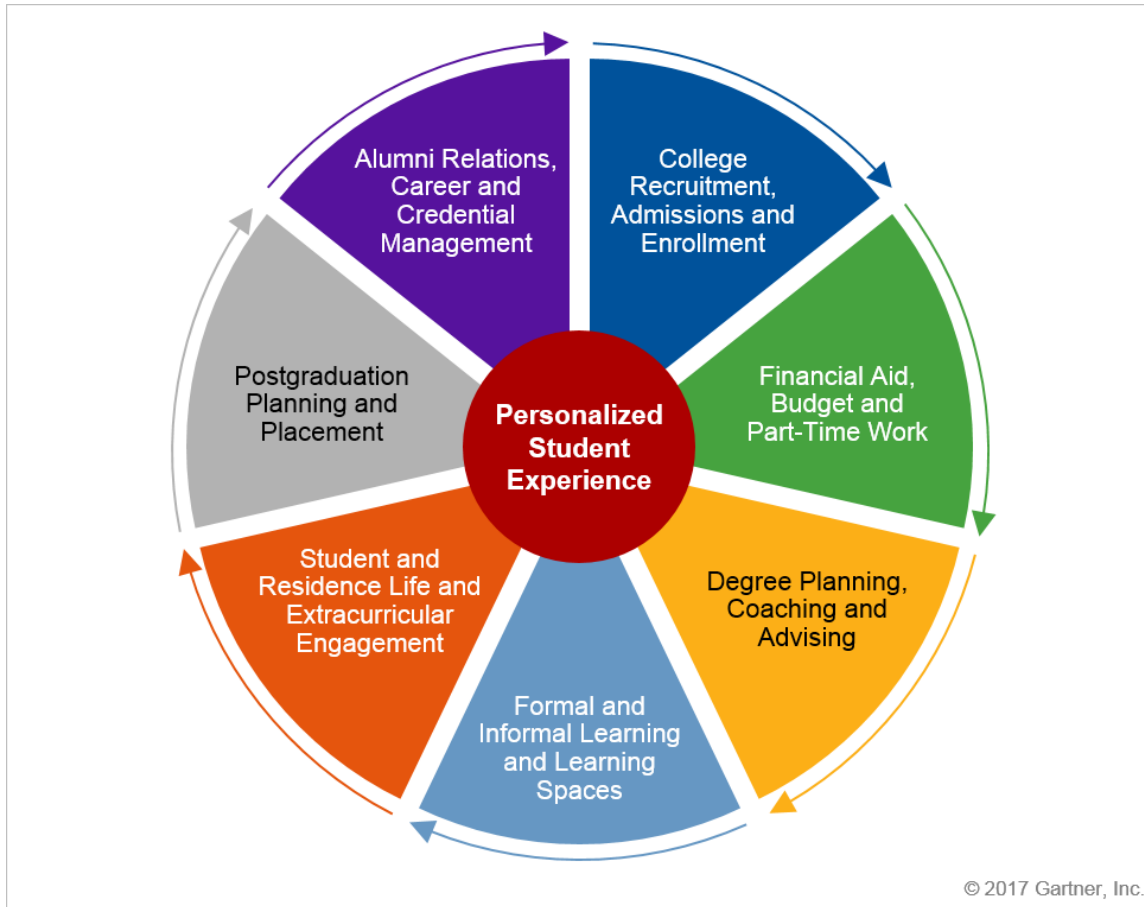 Alumni Relations,
Career and
Credential
Management
College
Recruitment,
Admissions and
Enrollment
Financial Aid,
Budget and
Part-Time Work
Degree Planning,
Coaching and
Advising
Formal and
Informal Learning
and Learning
Spaces
Student and
Residence Life and
Extracurricular
Engagement
Postgraduation
Planning and
Placement
Personalized
Student
Experience
© 2017 Gartner, Inc.